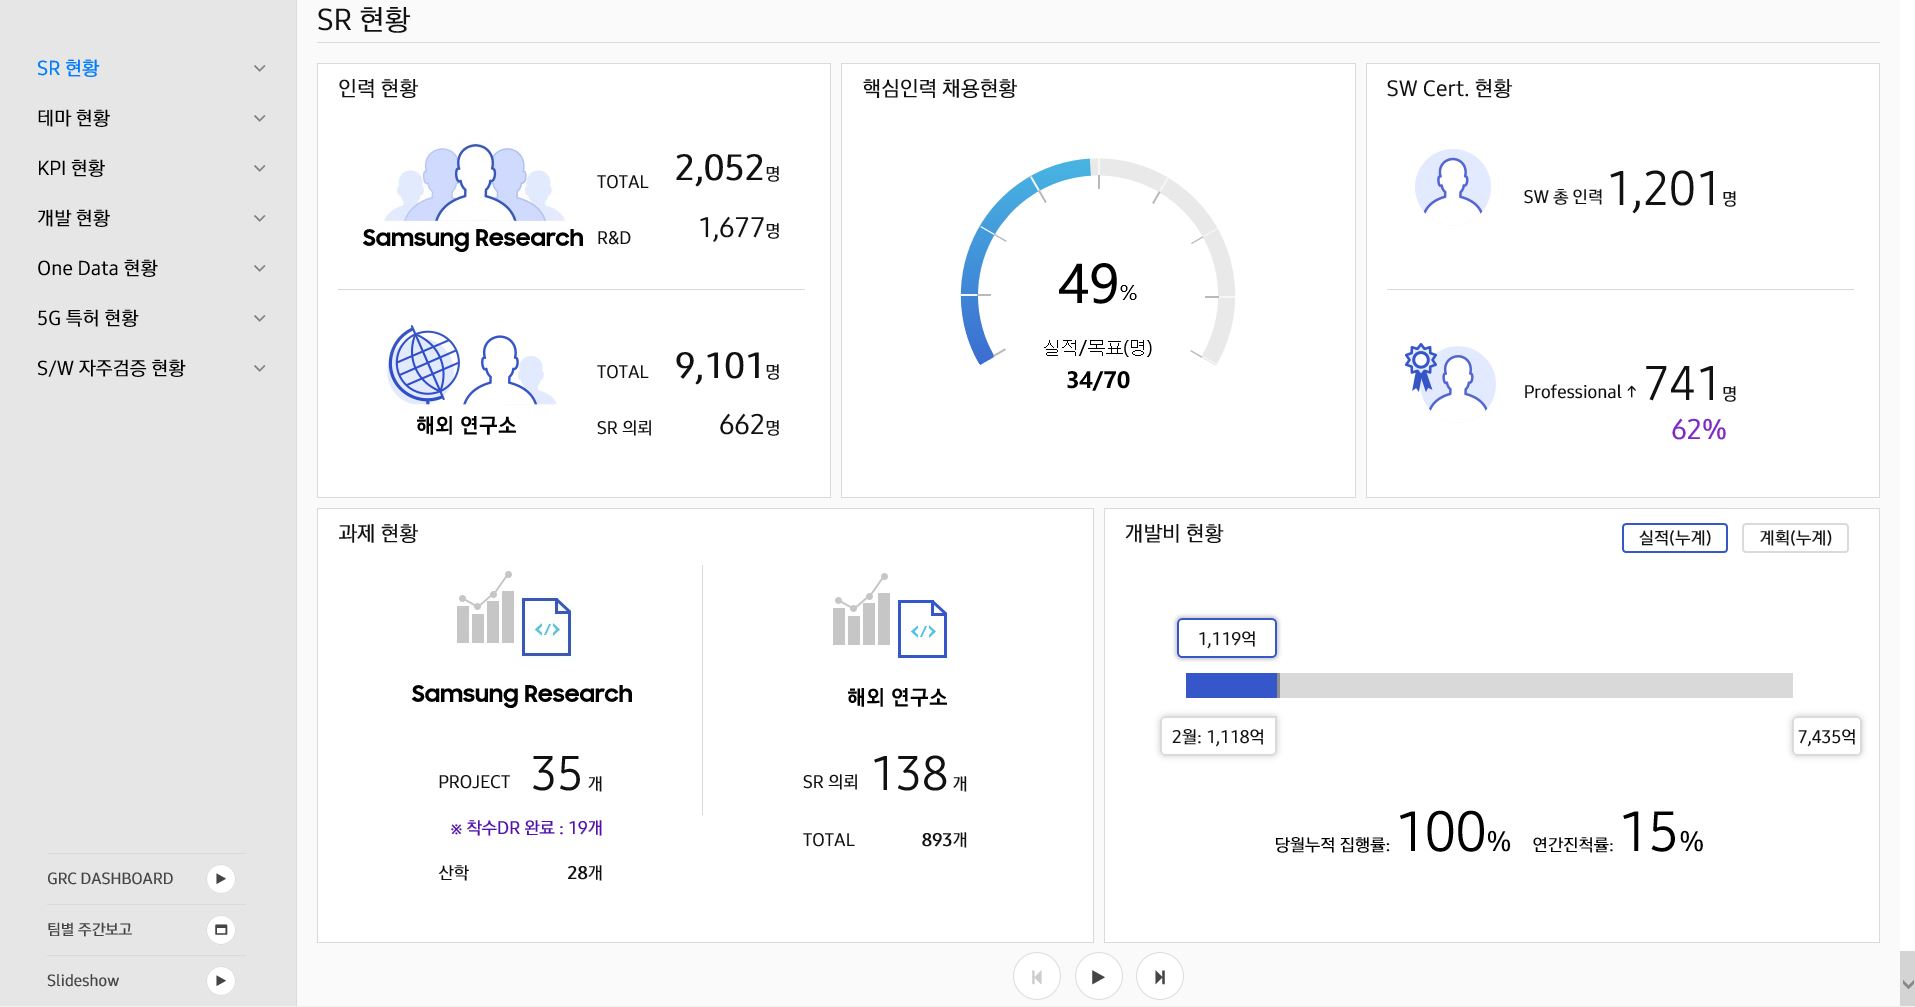 SR 현황
SR 현황
테마 현황
KPI 현황
개발 현황
One Data 현황
5G 특허 현황
S/W 자주검증 현황
GRC DASHBOARD
팀별 주간보고
Slideshow
인력 현황
Samsung Research
TOTAL 2,052명
R&D 1,677명
해외 연구소
TOTAL 9,101명
SR 의뢰 662명
핵심인력 채용현황
49%
실적/목표(명)
34/70
SW Cert. 현황
SW 총 인력 1,201명
Professional ↑ 741명
62%
과제 현황
Samsung Research
PROJECT 35 개
※ 착수DR 완료 : 19개
산학 28개
해외 연구소
</>
</>
SR 의뢰 138 개
TOTAL 893개
개발비 현황
실적(누계)
계획(누계)
1,119억
2월: 1,118억
7,435억
당월누적 집행률: 100% 연간진척률: 15%